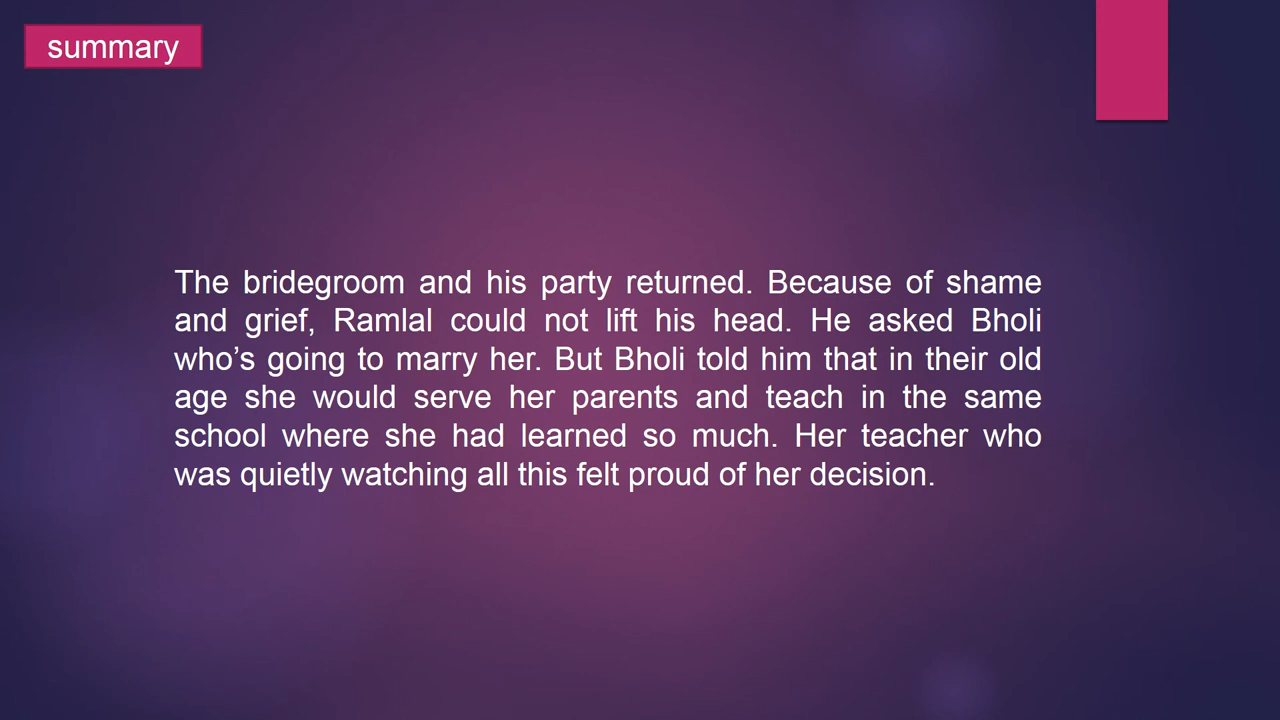 summary
The bridegroom and his party returned. Because of shame
and grief, Ramlal could not lift his head. He asked Bholi
who’s going to marry her. But Bholi told him that in their old
age she would serve her parents and teach in the same
school where she had learned so much. Her teacher who
was quietly watching all this felt proud of her decision.